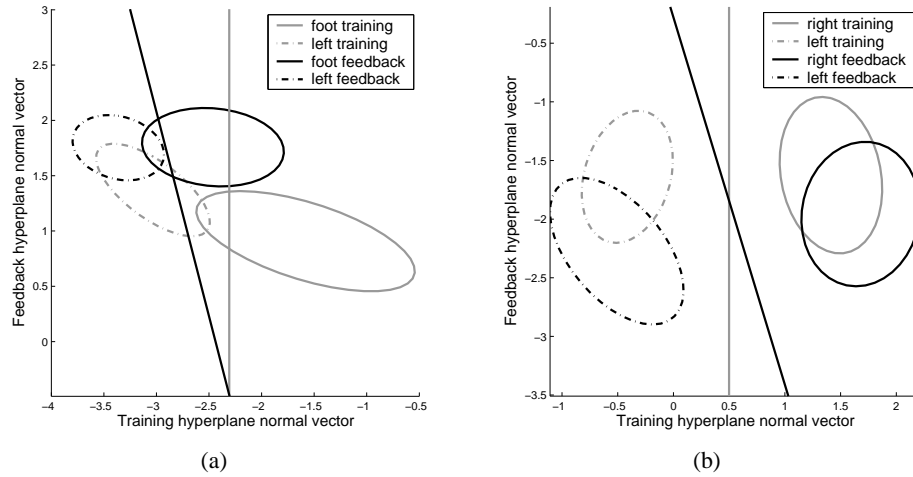 foot training
left training
foot feedback
left feedback
3
2.5
2
1.5
1
0.5
0
−4
−3.5
−3
−2.5
−2
−1.5
−1
−0.5
Feedback hyperplane normal vector
Training hyperplane normal vector
(a)
right training
left training
right feedback
left feedback
−0.5
−1
−1.5
−2
−2.5
−3
−3.5
−1
−0.5
0
0.5
1
1.5
2
Feedback hyperplane normal vector
Training hyperplane normal vector
(b)